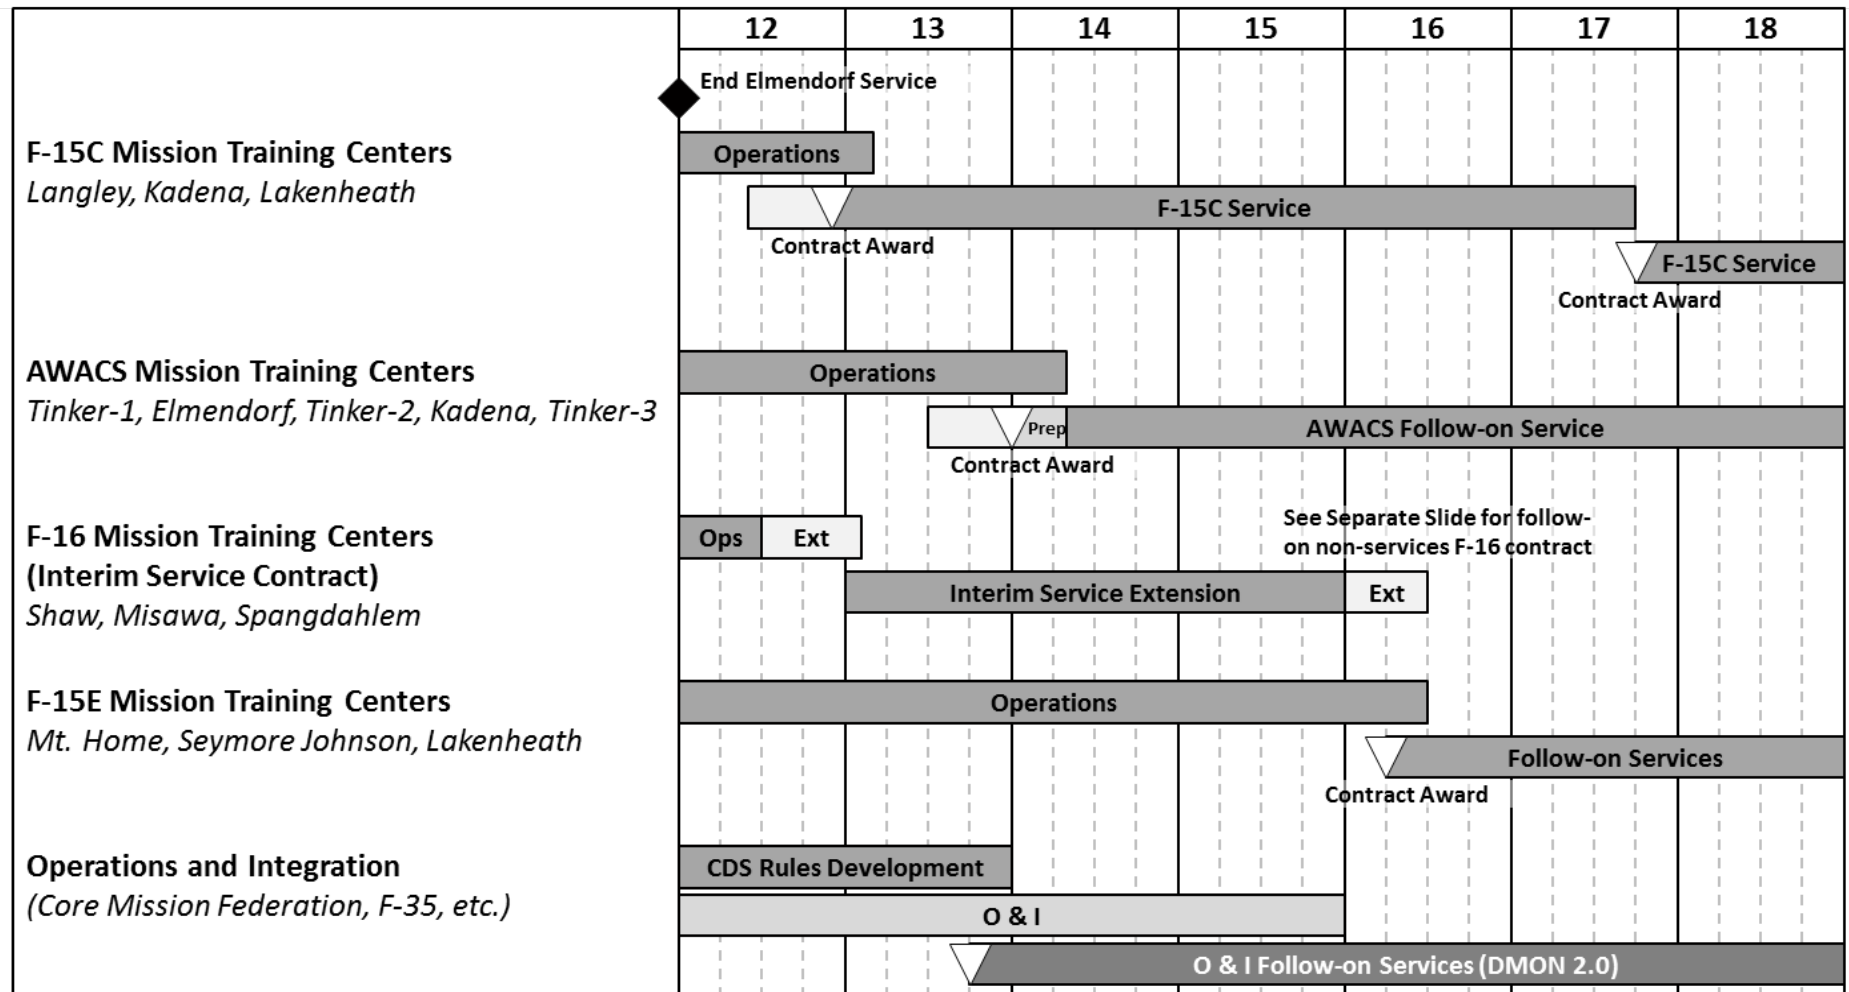 12 13 14 15 16 17 18
End Elmendorf Service
F-15C Mission Training Centers
Langley, Kadena, Lakenheath
Operations
F-15C Service
Contract Award
F-15C Service
Contract Award
AWACS Mission Training Centers
Tinker-1, Elmendorf, Tinker-2, Kadena, Tinker-3
Operations
Prep
AWACS Follow-on Service
Contract Award
F-16 Mission Training Centers
(Interim Service Contract)
Shaw, Misawa, Spangdahlem
Ops
Ext
See Separate Slide for follow-
on non-services F-16 contract
Interim Service Extension
Ext
F-15E Mission Training Centers
Mt. Home, Seymore Johnson, Lakenheath
Operations
Follow-on Services
Contract Award
Operations and Integration
(Core Mission Federation, F-35, etc.)
CDS Rules Development
O & I
O & I Follow-on Services (DMON 2.0)